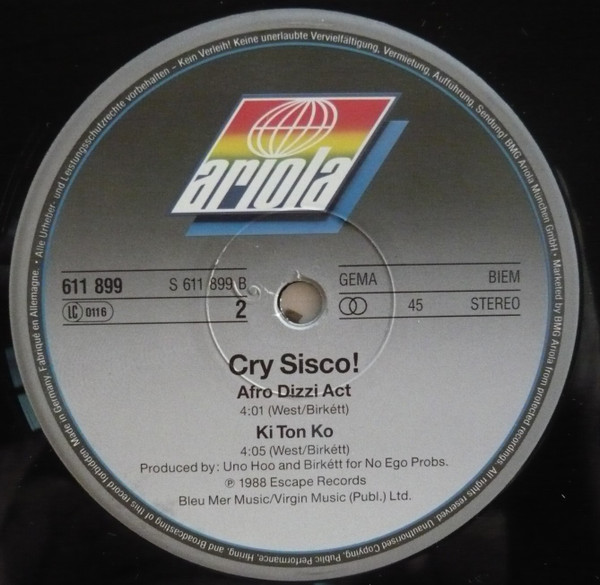 • Alle Urheber- und Leistungsschutzrechte vorbehalten – Kein Verleih! Keine unerlaubte Vervielfältigung, Vermietung, Aufführung, Sendung! BMG Ariola München GmbH • Marketed by BMG Ariola from protected recordings. All rights reserved. Unauthorised Copying, Public Performance, Hiring, and Broadcasting of this record forbidden. Made in Germany. Fabriqué en Allemagne.
ariola
611 899 S 611 899 B GEMA BIEM
LC 0116 2 45 STEREO
Cry Sisco!
Afro Dizzi Act
4:01 (West/Birkétt)
Ki Ton Ko
4:05 (West/Birkétt)
Produced by: Uno Hoo and Birkétt for No Ego Probs.
℗ 1988 Escape Records
Bleu Mer Music/Virgin Music (Publ.) Ltd.